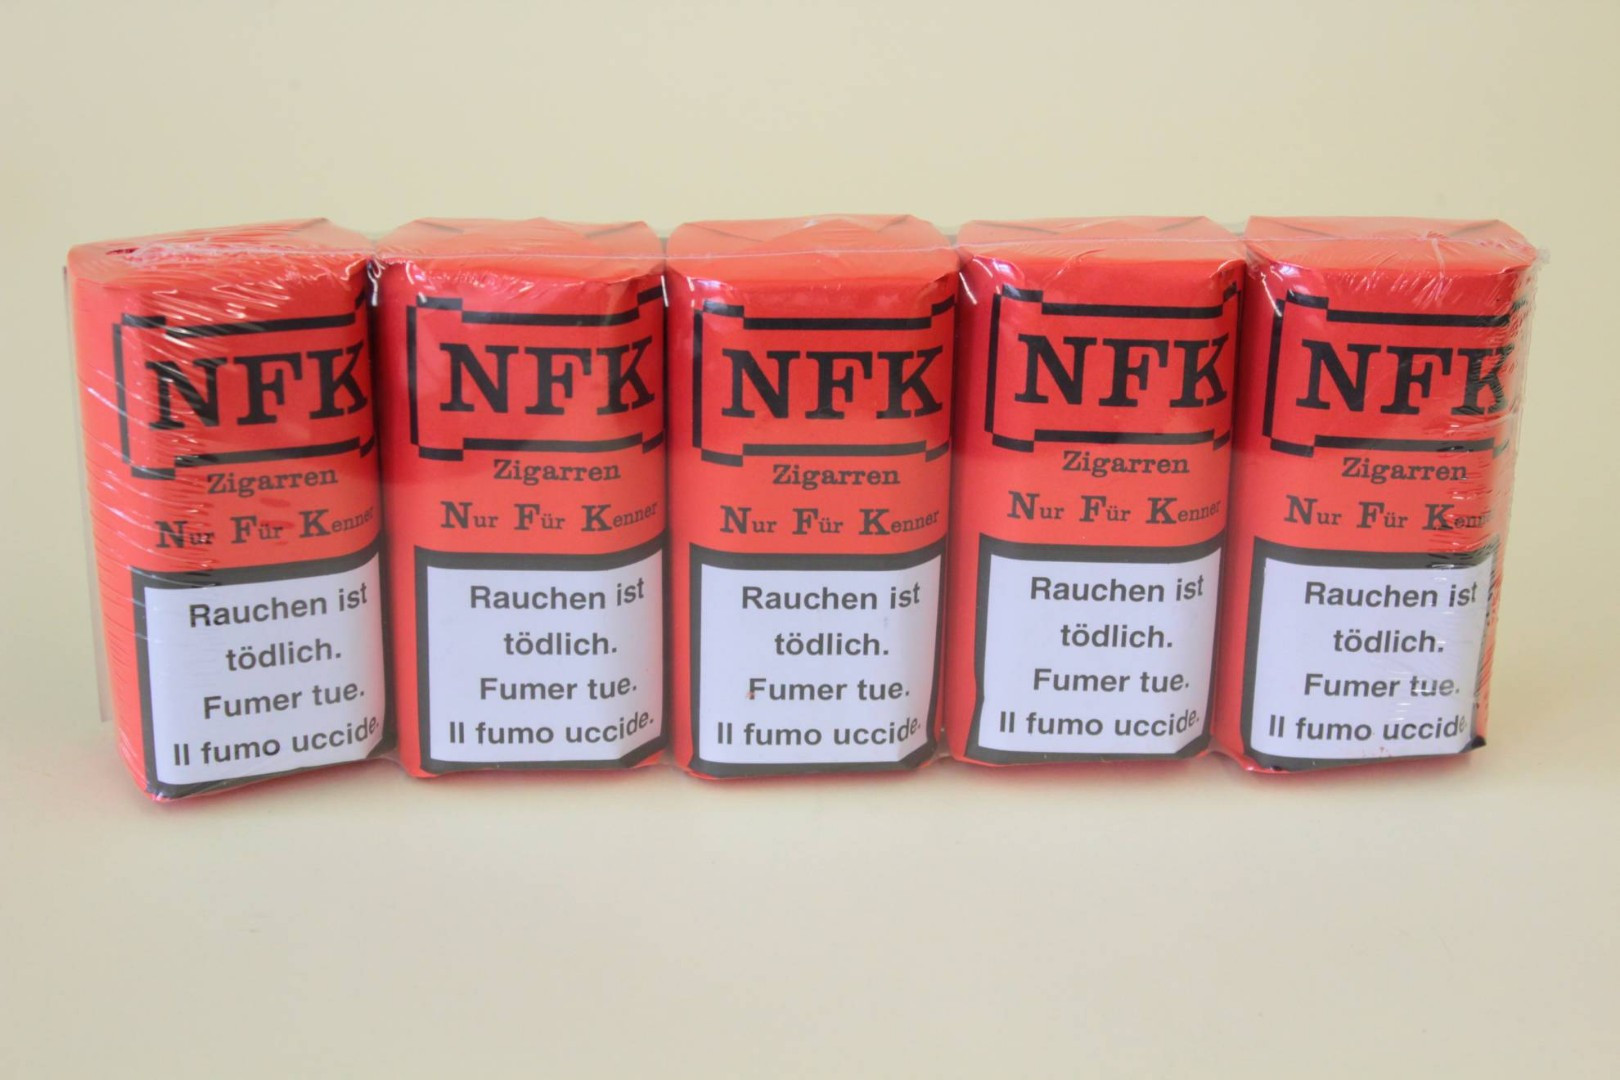 NFK
Zigarren
Nur Für Kenner
Rauchen ist
tödlich.
Fumer tue.
Il fumo uccide.
NFK
Zigarren
Nur Für Kenner
Rauchen ist
tödlich.
Fumer tue.
Il fumo uccide.
NFK
Zigarren
Nur Für Kenner
Rauchen ist
tödlich.
Fumer tue.
Il fumo uccide.
NFK
Zigarren
Nur Für Kenner
Rauchen ist
tödlich.
Fumer tue.
Il fumo uccide.
NFK
Zigarren
Nur Für Kenner
Rauchen ist
tödlich.
Fumer tue.
Il fumo uccide.